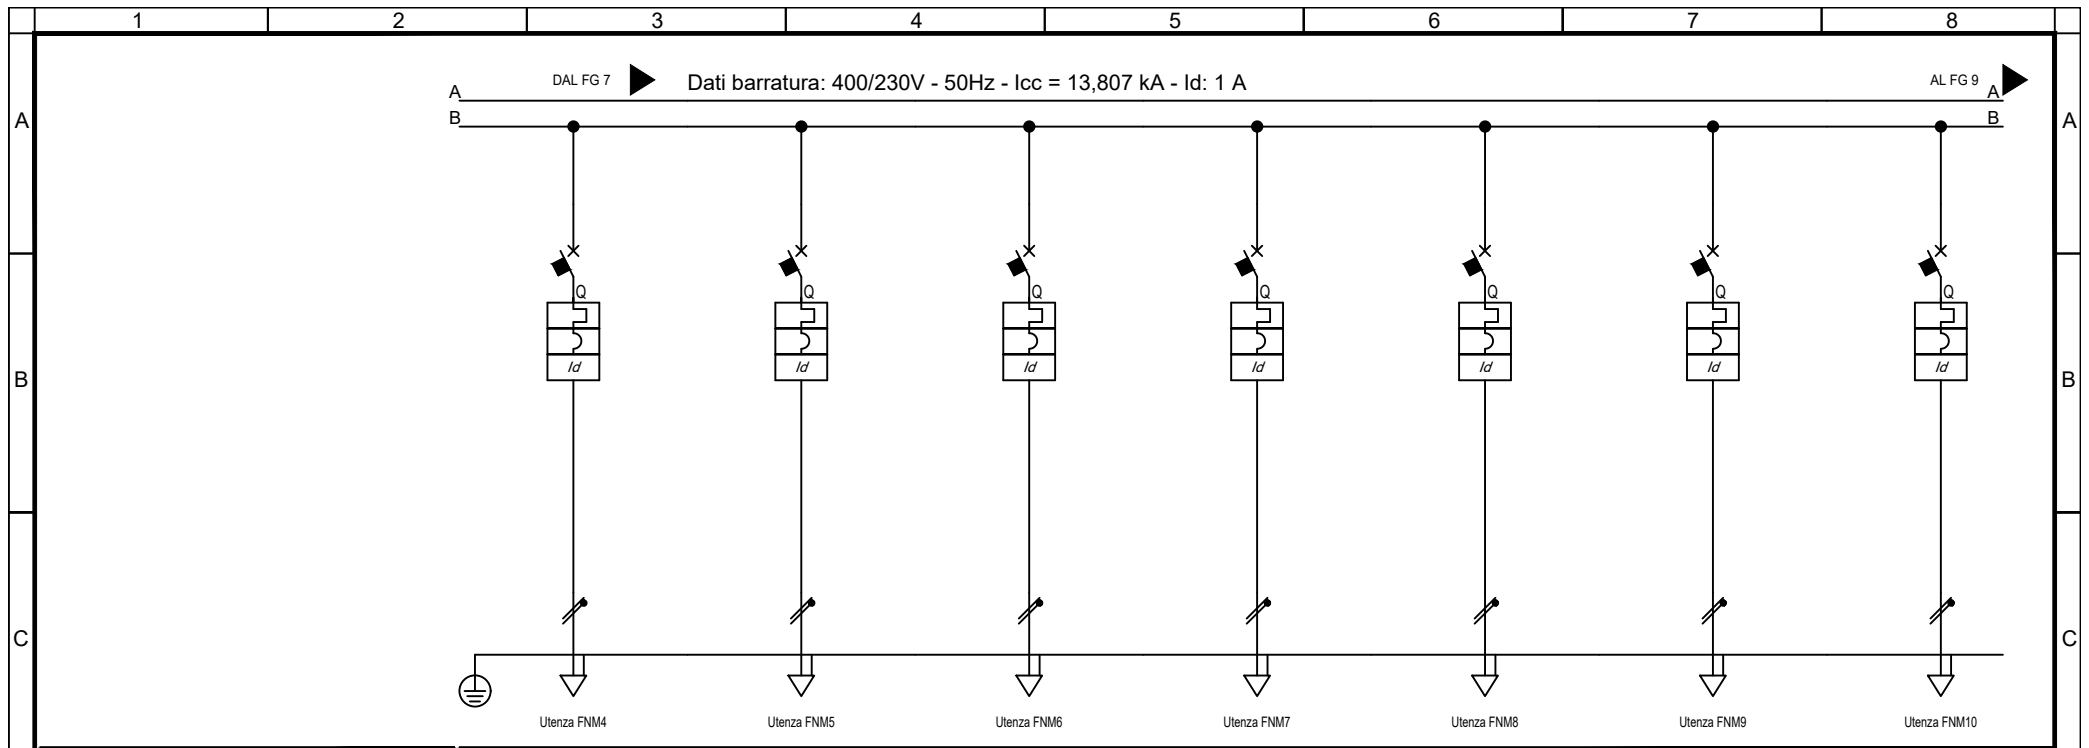 1 2 3 4 5 6 7 8
DAL FG 7 Dati barratura: 400/230V - 50Hz - Icc = 13,807 kA - Id: 1 A AL FG 9
A A
A A
B B
Q Q Q Q Q Q Q
Id Id Id Id Id Id Id
B B
C C
Utenza FNM4 Utenza FNM5 Utenza FNM6 Utenza FNM7 Utenza FNM8 Utenza FNM9 Utenza FNM10